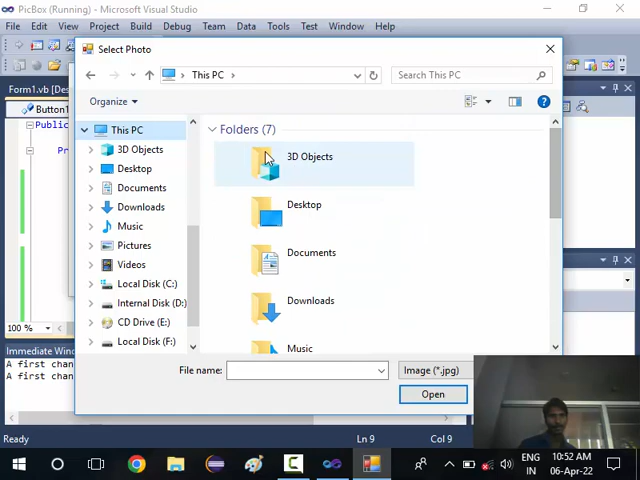 PicBox (Running) - Microsoft Visual Studio
File Edit View Project Build Debug Team Data Tools Test Window Help
Select Photo
This PC
Search This PC
Organize
Form1.vb
Button1
Public
This PC
3D Objects
Desktop
Documents
Downloads
Music
Pictures
Videos
Local Disk (C:)
Internal Disk (D:)
CD Drive (E:)
Local Disk (F:)
Folders (7)
3D Objects
Desktop
Documents
Downloads
Music
100 %
File name:
Image (*.jpg)
Open
Immediate Wind
A first chan
A first chan
Ready
Ln 9
Col 9
ENG
IN
10:52 AM
06-Apr-22